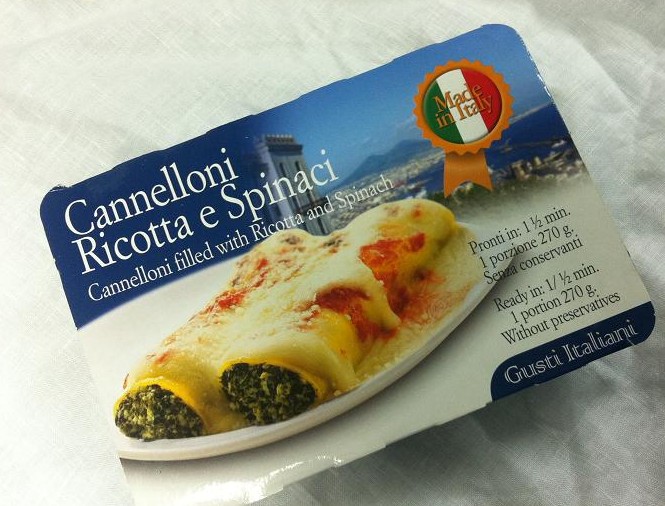 Cannelloni
Ricotta e Spinaci
Cannelloni filled with Ricotta and Spinach
Made
in Italy
Pronti in: 1 ½ min.
1 porzione 270 g.
Senza conservanti
Ready in: 1/ ½ min.
1 portion 270 g.
Without preservatives
Gusti Italiani